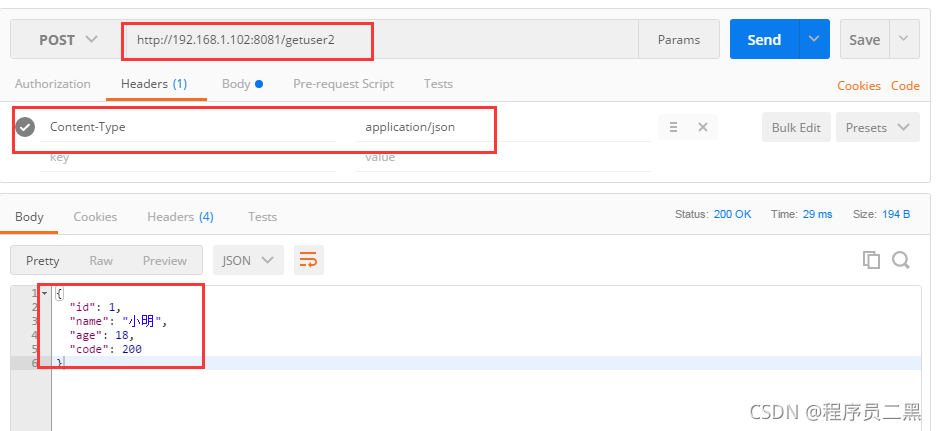 POST http://192.168.1.102:8081/getuser2 Params Send Save
Authorization Headers (1) Body Pre-request Script Tests Cookies Code
Content-Type application/json Bulk Edit Presets
key value
Body Cookies Headers (4) Tests Status: 200 OK Time: 29 ms Size: 194 B
Pretty Raw Preview JSON
1 {
2 "id": 1,
3 "name": "小明",
4 "age": 18,
5 "code": 200
6 }
CSDN @程序员二黑